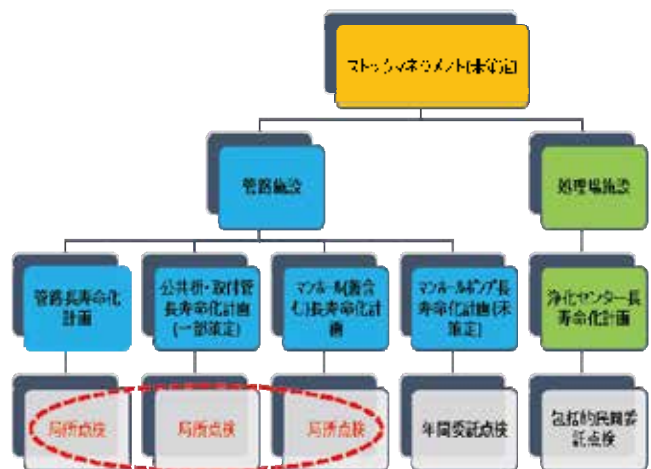 ストックマネジメント(未策定)
管路施設
処理場施設
管路長寿命化
計画
公共桝・取付管
長寿命化計画
(一部策定)
マンホール(蓋含
む)長寿命化計
画
マンホールポンプ長
寿命化計画(未
策定)
浄化センター長
寿命化計画
局所点検
局所点検
局所点検
年間委託点検
包括的民間委
託点検